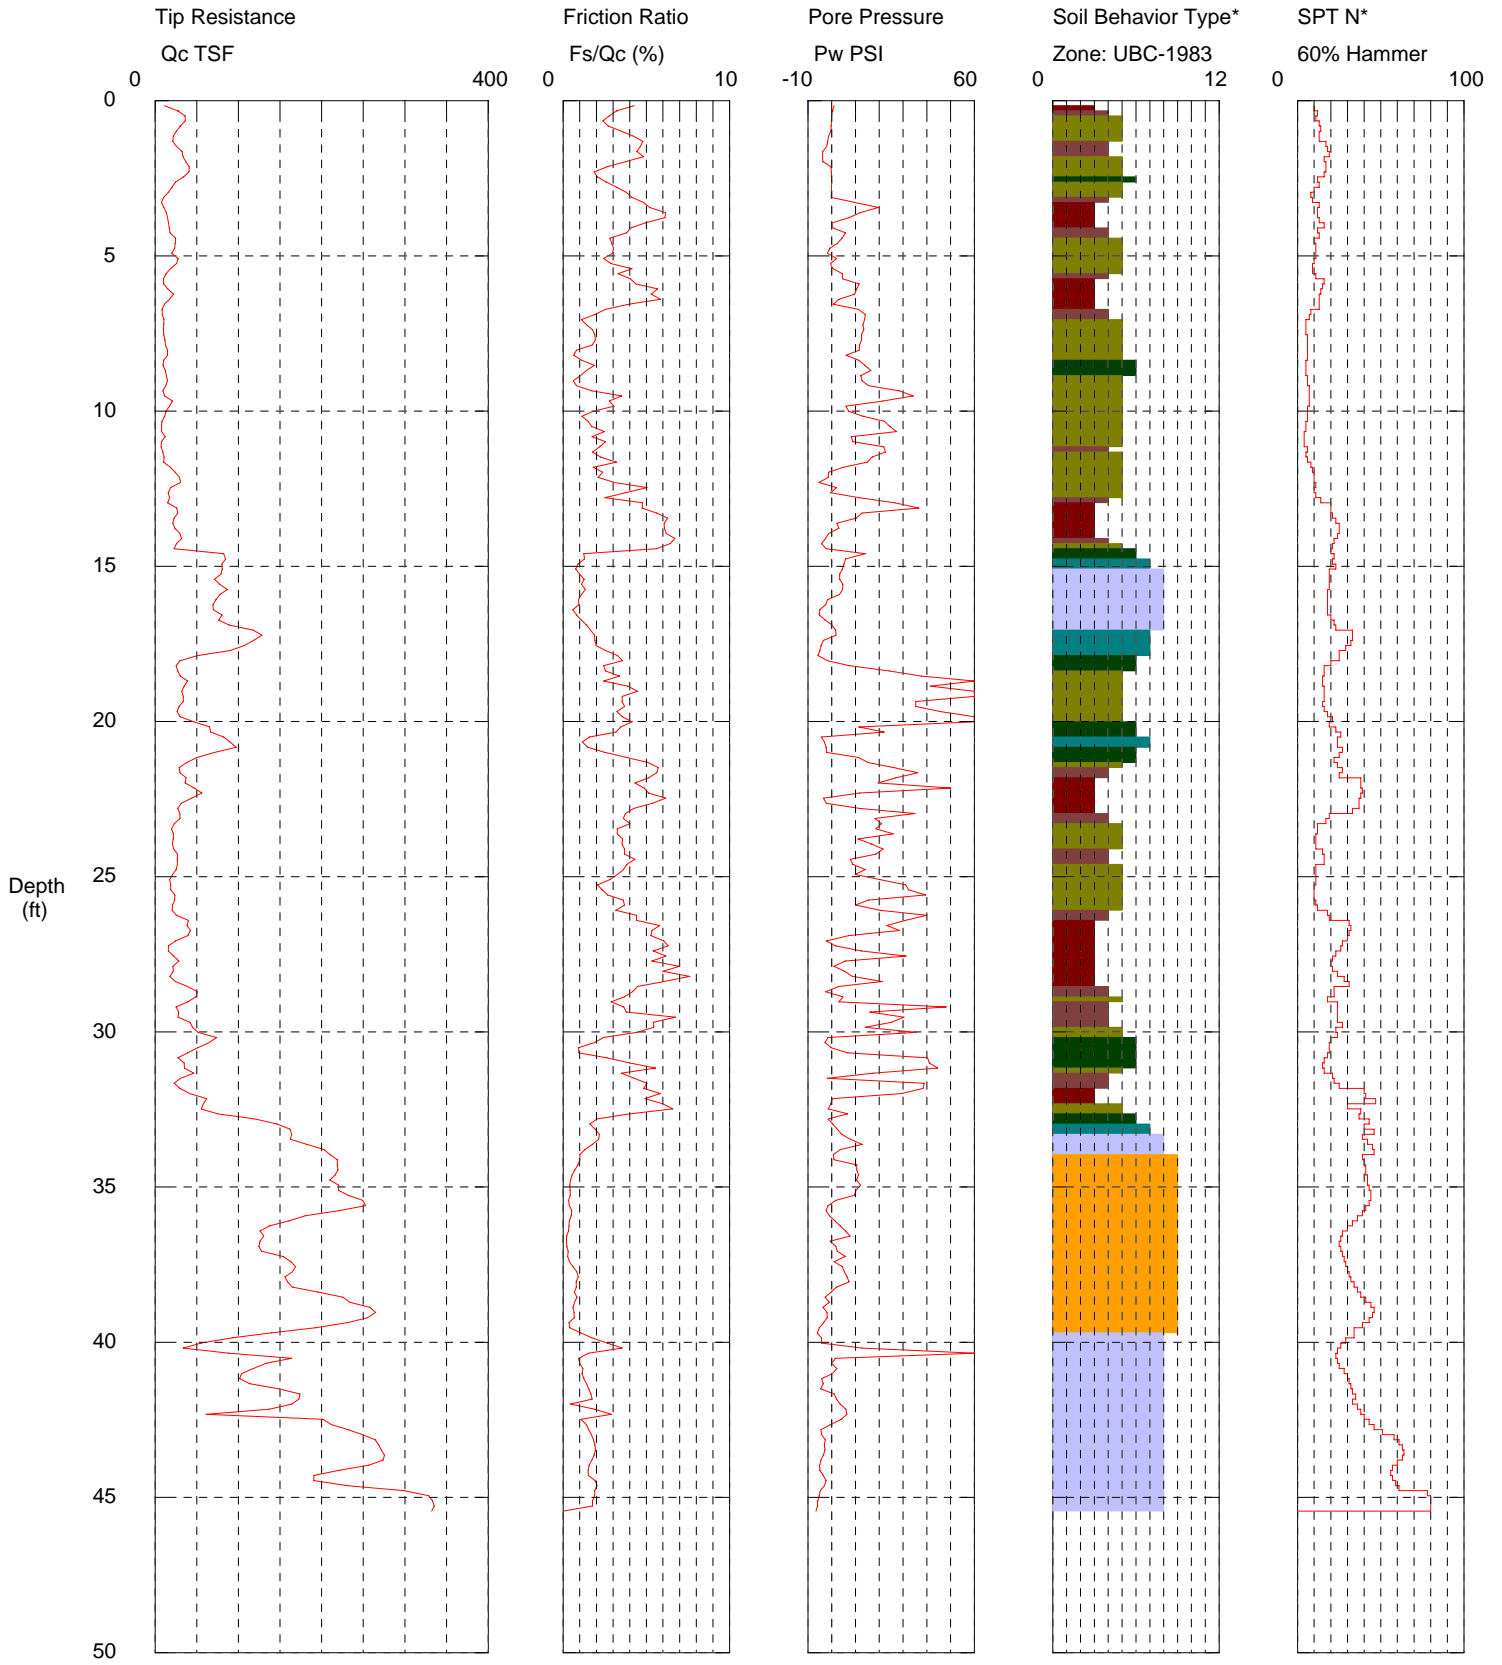 Tip Resistance Friction Ratio Pore Pressure Soil Behavior Type* SPT N*
Qc TSF Fs/Qc (%) Pw PSI Zone: UBC-1983 60% Hammer
0 400 0 10 -10 60 0 12 0 100
0
5
10
15
20
25
Depth
(ft)
30
35
40
45
50